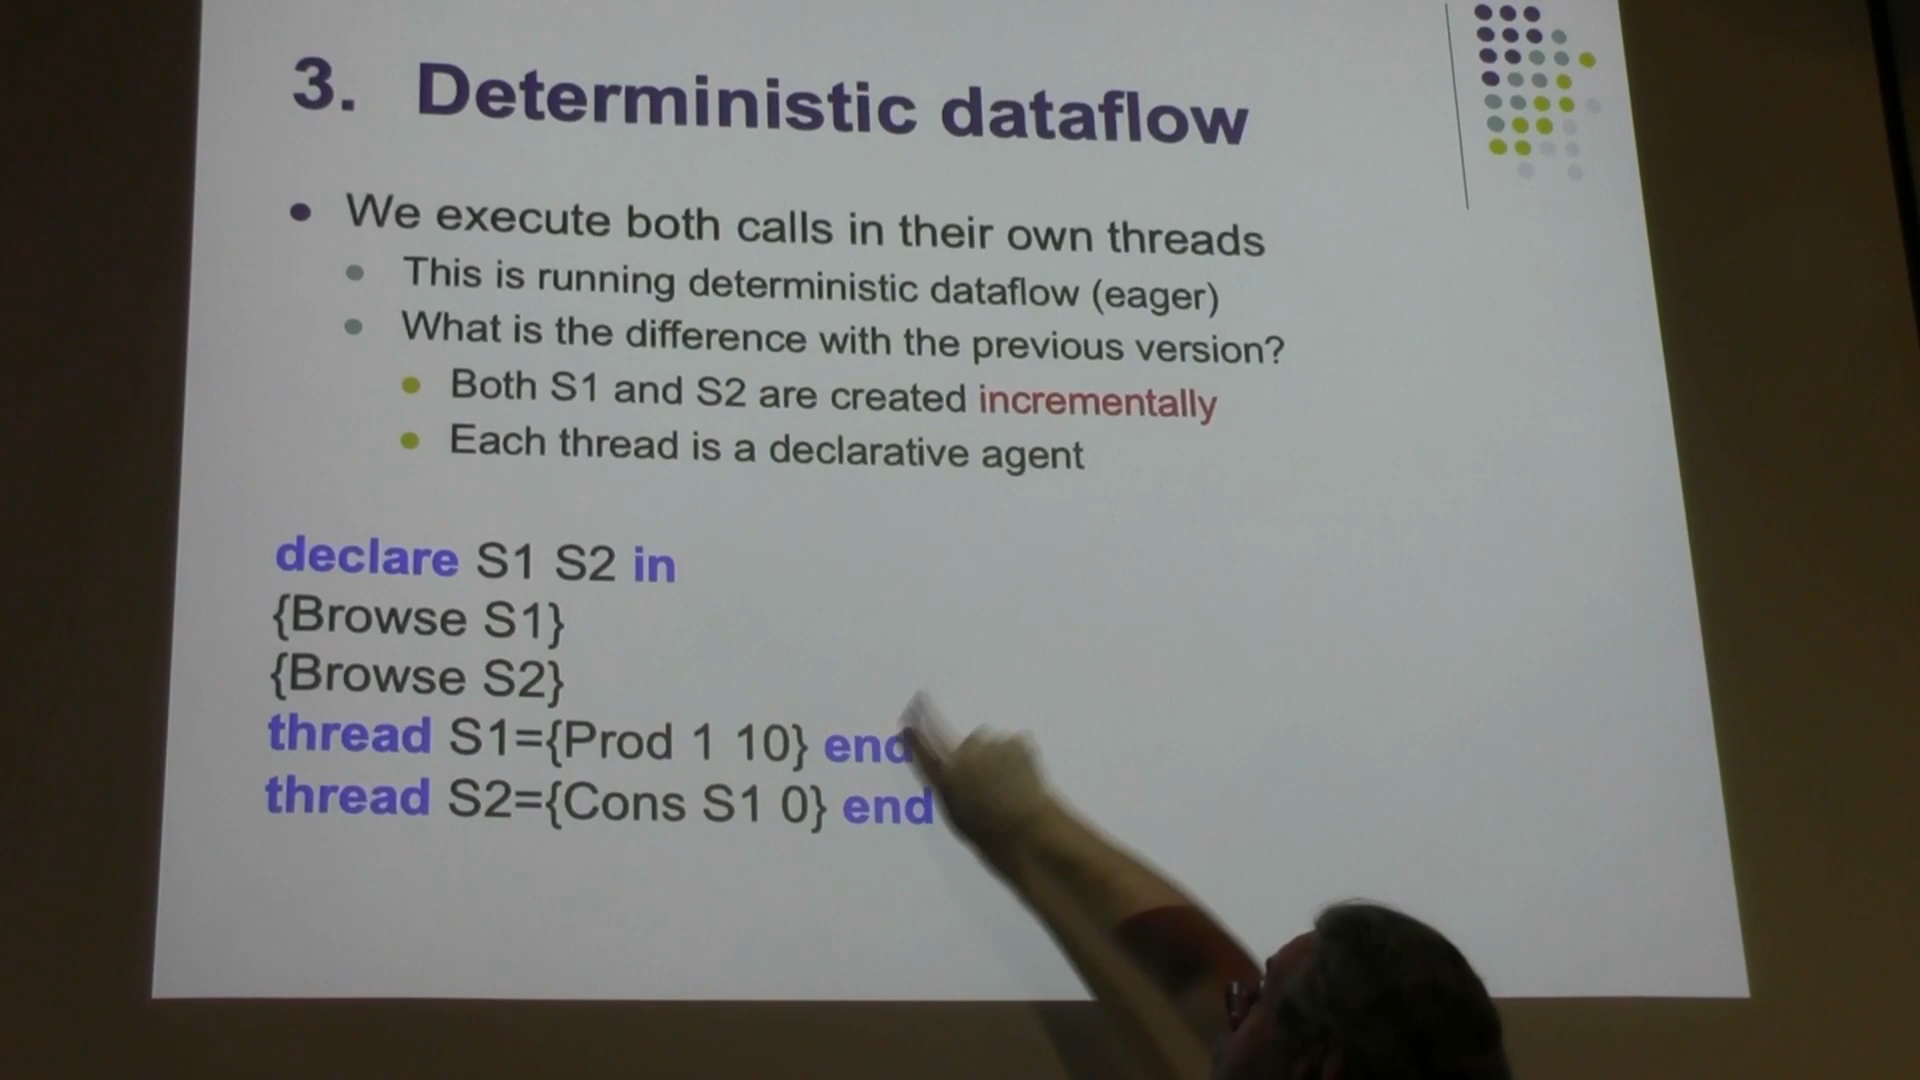 3. Deterministic dataflow
We execute both calls in their own threads
This is running deterministic dataflow (eager)
What is the difference with the previous version?
Both S1 and S2 are created incrementally
Each thread is a declarative agent
declare S1 S2 in
{Browse S1}
{Browse S2}
thread S1={Prod 1 10} end
thread S2={Cons S1 0} end